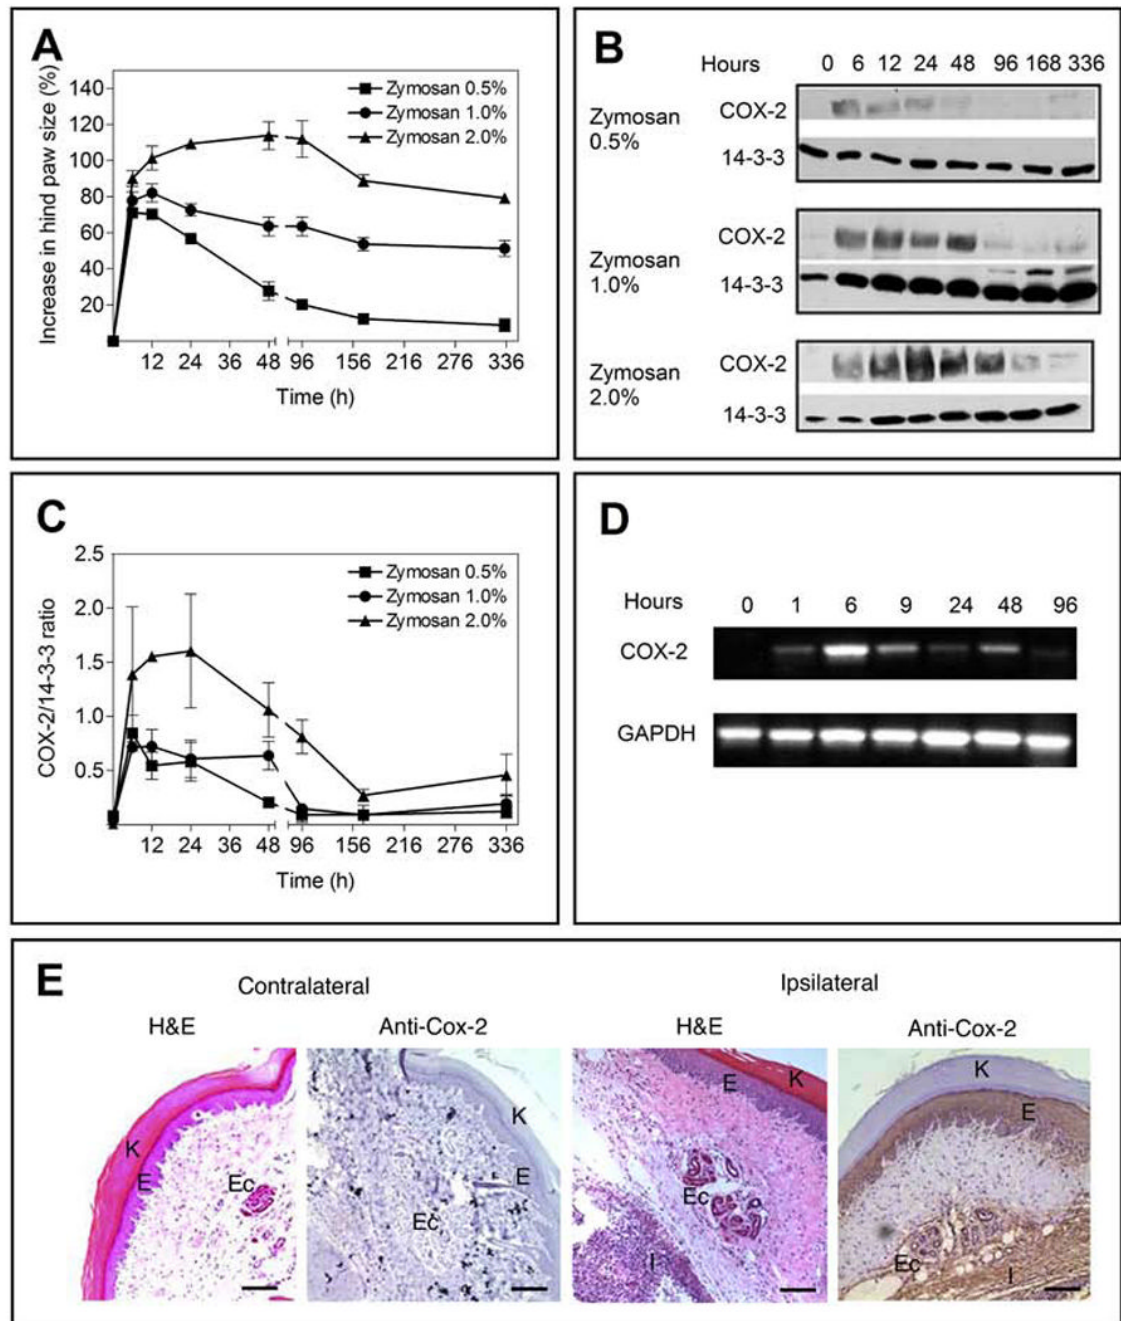 A
Increase in hind paw size (%)
140
120
100
80
60
40
20
Zymosan 0.5%
Zymosan 1.0%
Zymosan 2.0%
12 24 36 48 96 156 216 276 336
Time (h)
B
Hours 0 6 12 24 48 96 168 336
Zymosan 0.5%
COX-2
14-3-3
Zymosan 1.0%
COX-2
14-3-3
Zymosan 2.0%
COX-2
14-3-3
C
COX-2/14-3-3 ratio
2.5
2.0
1.5
1.0
0.5
Zymosan 0.5%
Zymosan 1.0%
Zymosan 2.0%
12 24 36 48 96 156 216 276 336
Time (h)
D
Hours 0 1 6 9 24 48 96
COX-2
GAPDH
E
Contralateral Ipsilateral
H&E Anti-Cox-2 H&E Anti-Cox-2
K
E
Ec
K
E
Ec
K
E
Ec
I
K
E
Ec
I